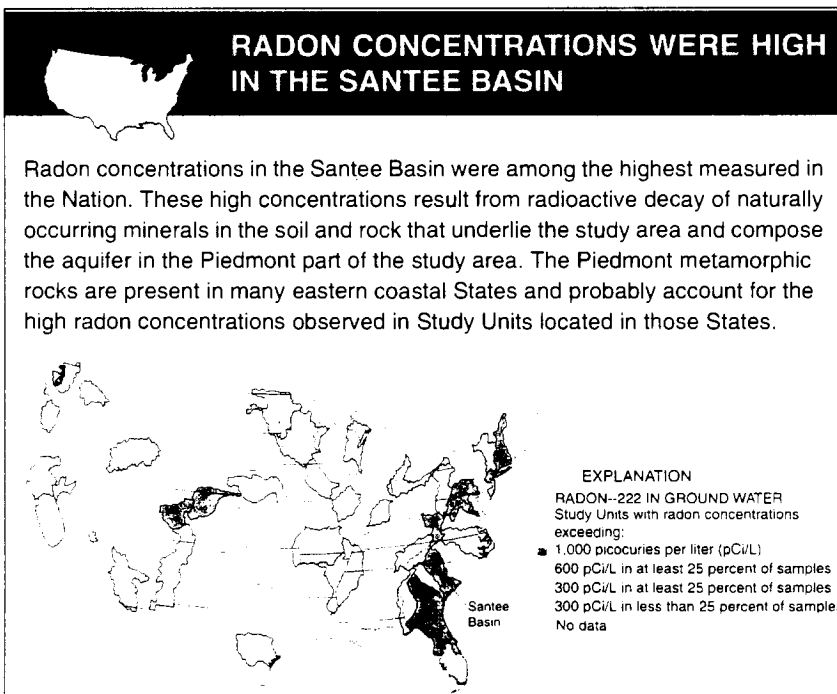 RADON CONCENTRATIONS WERE HIGH
IN THE SANTEE BASIN
Radon concentrations in the Santee Basin were among the highest measured in
the Nation. These high concentrations result from radioactive decay of naturally
occurring minerals in the soil and rock that underlie the study area and compose
the aquifer in the Piedmont part of the study area. The Piedmont metamorphic
rocks are present in many eastern coastal States and probably account for the
high radon concentrations observed in Study Units located in those States.
Santee
Basin
EXPLANATION
RADON--222 IN GROUND WATER
Study Units with radon concentrations
exceeding:
1,000 picocuries per liter (pCi/L)
600 pCi/L in at least 25 percent of samples
300 pCi/L in at least 25 percent of samples
300 pCi/L in less than 25 percent of sample
No data